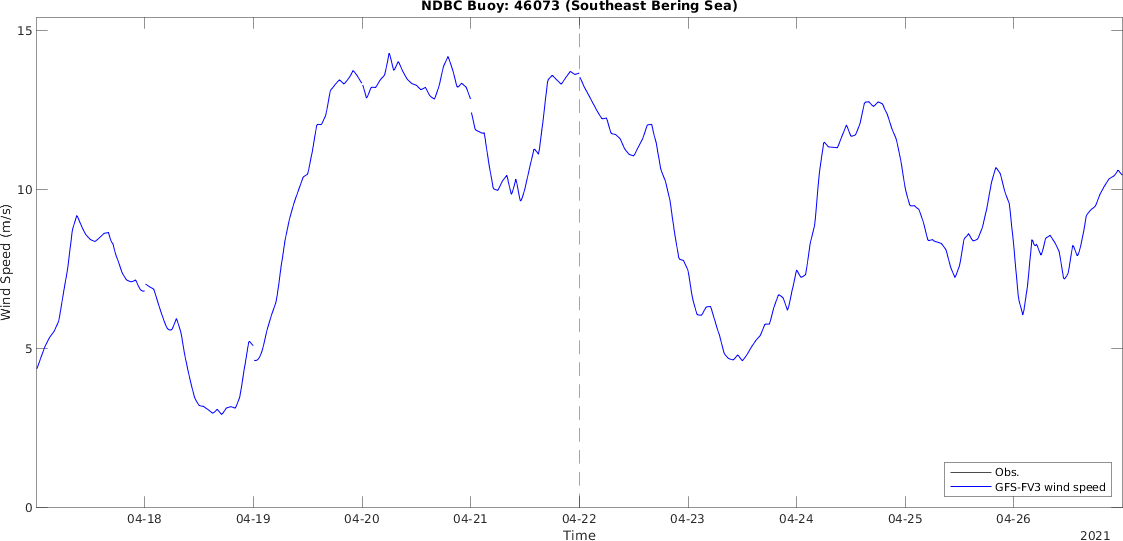 NDBC Buoy: 46073 (Southeast Bering Sea)
15
10
5
0
Wind Speed (m/s)
04-18 04-19 04-20 04-21 04-22 04-23 04-24 04-25 04-26
Time
2021
Obs.
GFS-FV3 wind speed